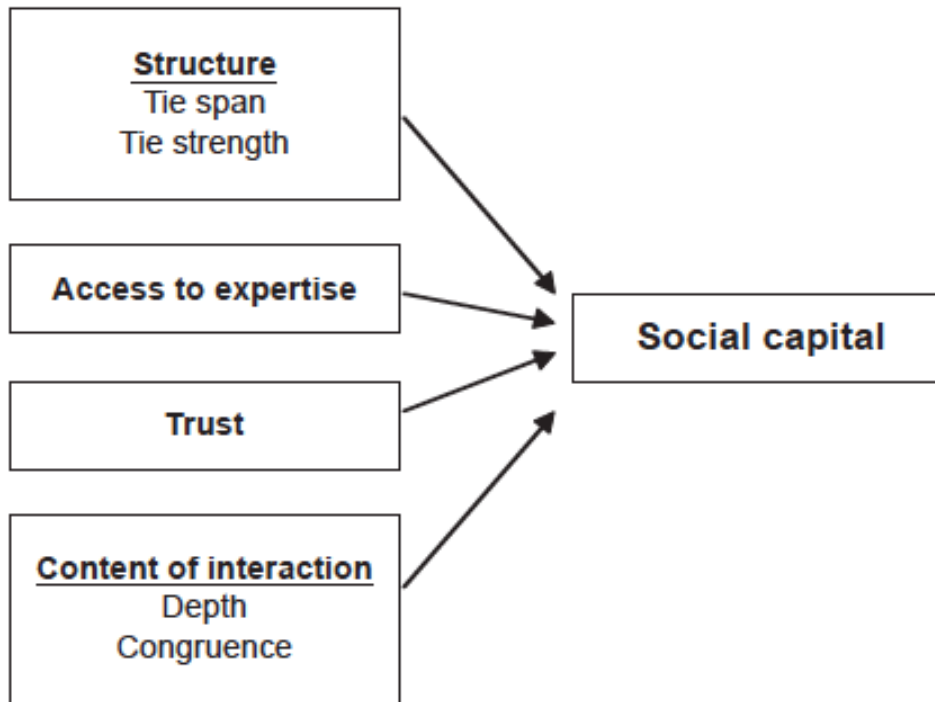 Structure
Tie span
Tie strength
Access to expertise
Social capital
Trust
Content of interaction
Depth
Congruence